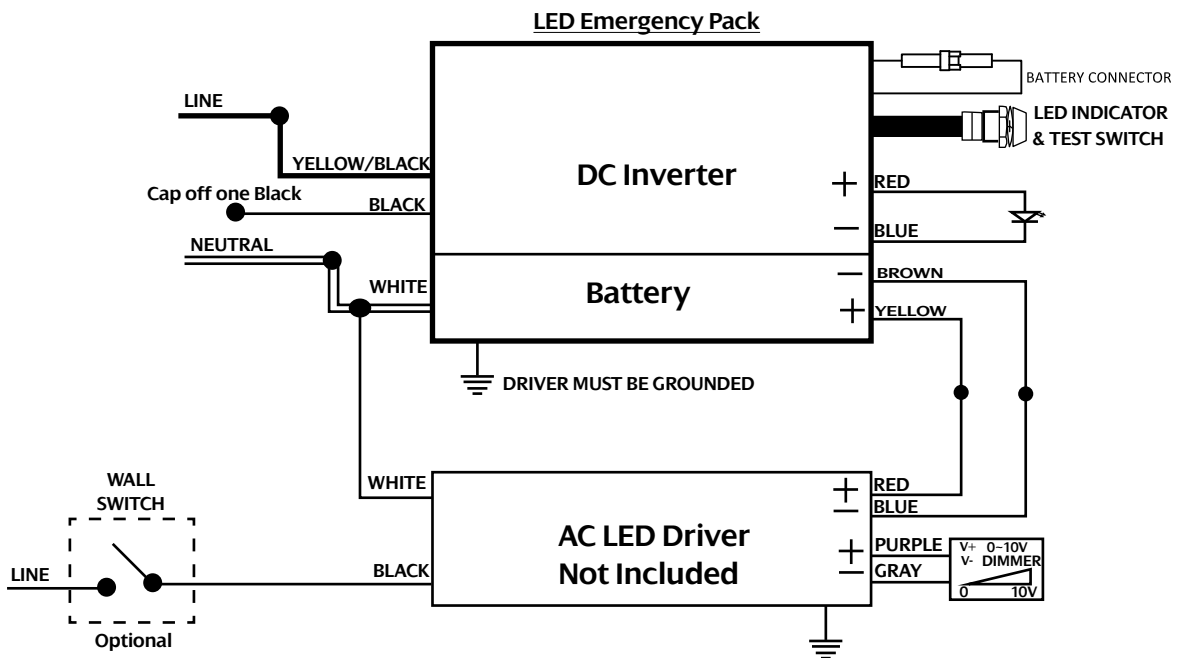 LED Emergency Pack
BATTERY CONNECTOR
LINE
LED INDICATOR
& TEST SWITCH
YELLOW/BLACK
DC Inverter
+
RED
Cap off one Black
BLACK
−
BLUE
NEUTRAL
WHITE
Battery
−
BROWN
+
YELLOW
DRIVER MUST BE GROUNDED
WALL
SWITCH
WHITE
+
RED
−
BLUE
AC LED Driver
Not Included
+
PURPLE
−
GRAY
V+ 0~10V
V- DIMMER
0 10V
LINE
BLACK
Optional